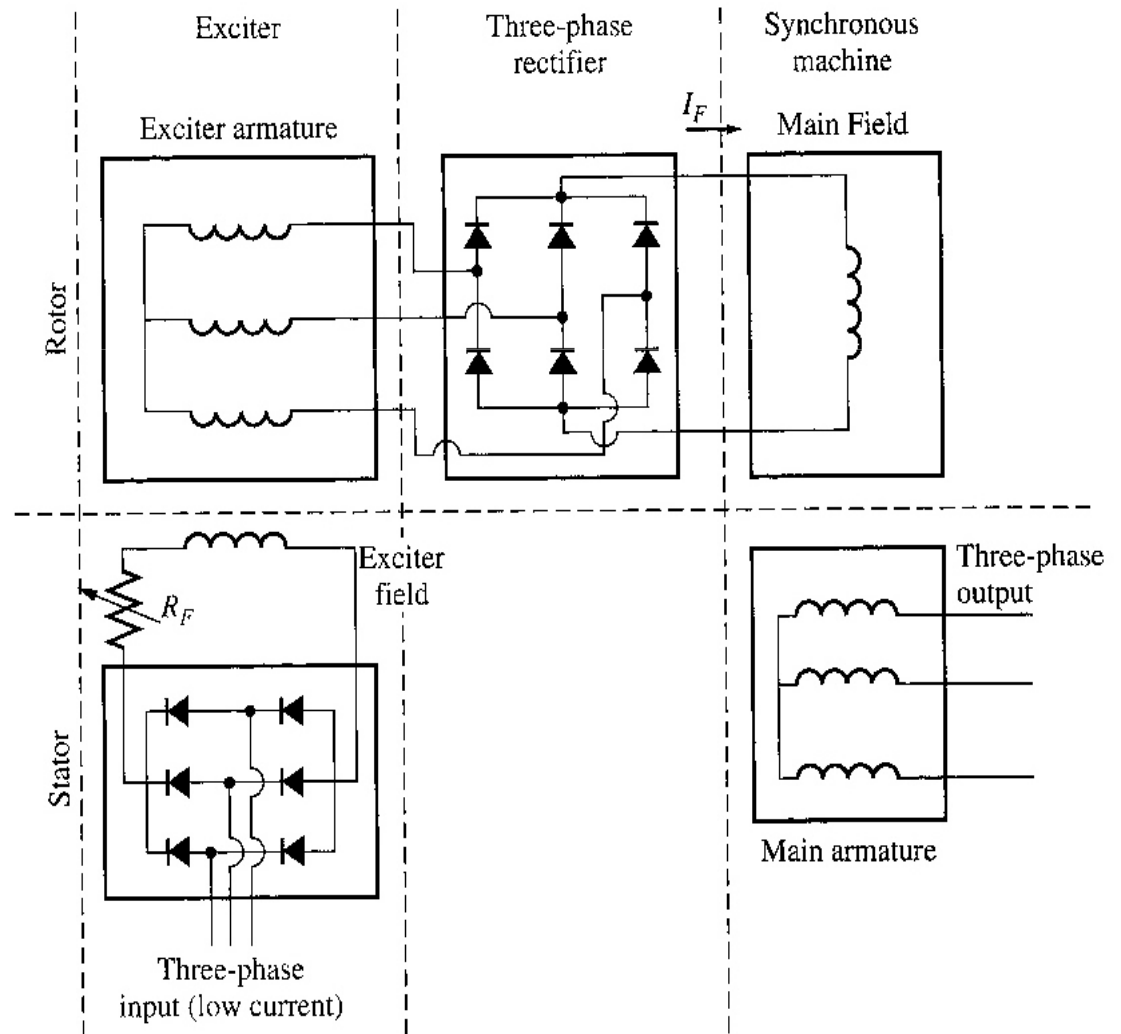 Exciter
Three-phase
rectifier
Synchronous
machine
I_F
Exciter armature
Main Field
Rotor
Exciter
field
R_F
Three-phase
output
Stator
Main armature
Three-phase
input (low current)